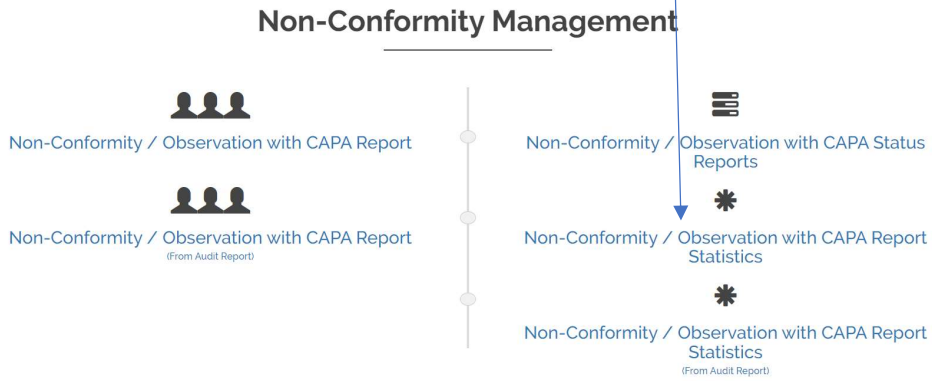 Non-Conformity Management
Non-Conformity / Observation with CAPA Report
Non-Conformity / Observation with CAPA Report
(From Audit Report)
Non-Conformity / Observation with CAPA Status
Reports
Non-Conformity / Observation with CAPA Report
Statistics
Non-Conformity / Observation with CAPA Report
Statistics
(From Audit Report)